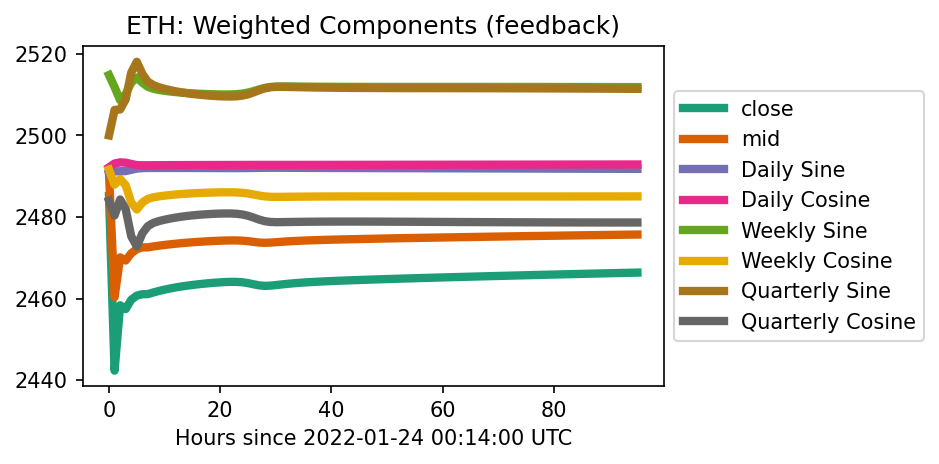 ETH: Weighted Components (feedback)
2520
2500
2480
2460
2440
0 20 40 60 80
Hours since 2022-01-24 00:14:00 UTC
close
mid
Daily Sine
Daily Cosine
Weekly Sine
Weekly Cosine
Quarterly Sine
Quarterly Cosine